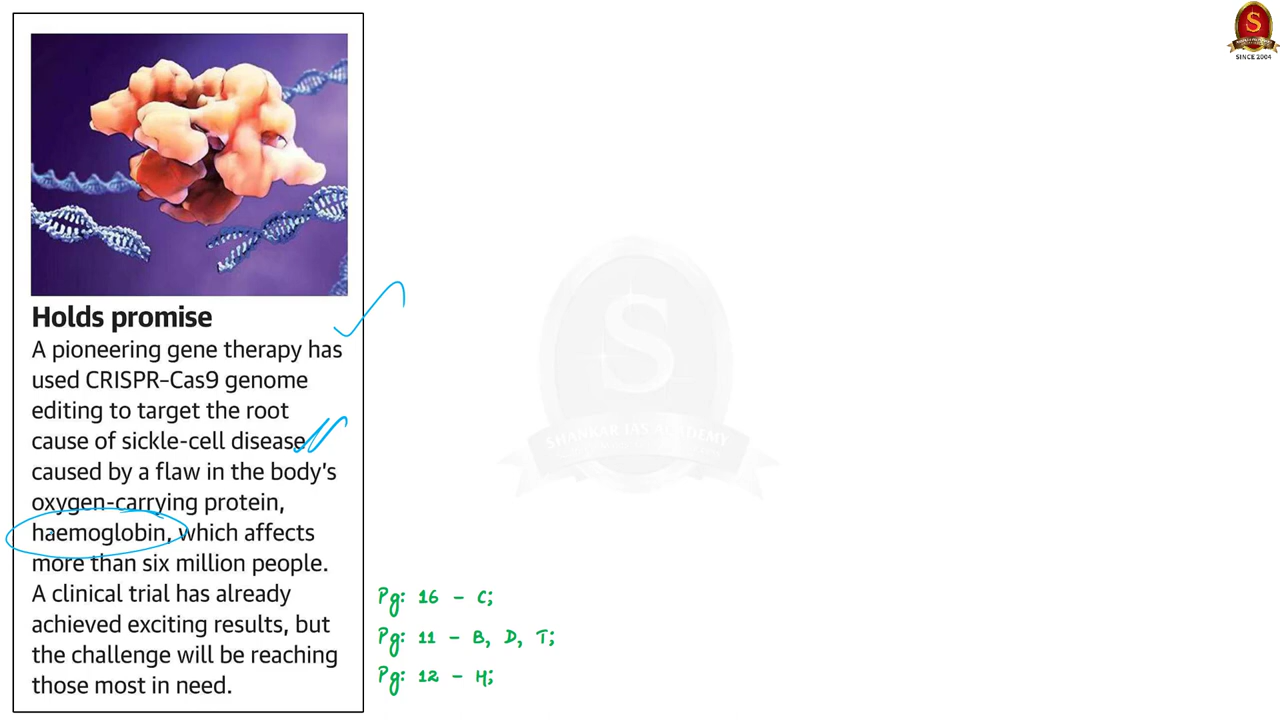 Holds promise
A pioneering gene therapy has
used CRISPR–Cas9 genome
editing to target the root
cause of sickle-cell disease
caused by a flaw in the body’s
oxygen-carrying protein,
haemoglobin, which affects
more than six million people.
A clinical trial has already
achieved exciting results, but
the challenge will be reaching
those most in need.
Pg: 16 - C;
Pg: 11 - B, D, T;
Pg: 12 - H;
S
SHANKAR IAS ACADEMY
S
SINCE 2004